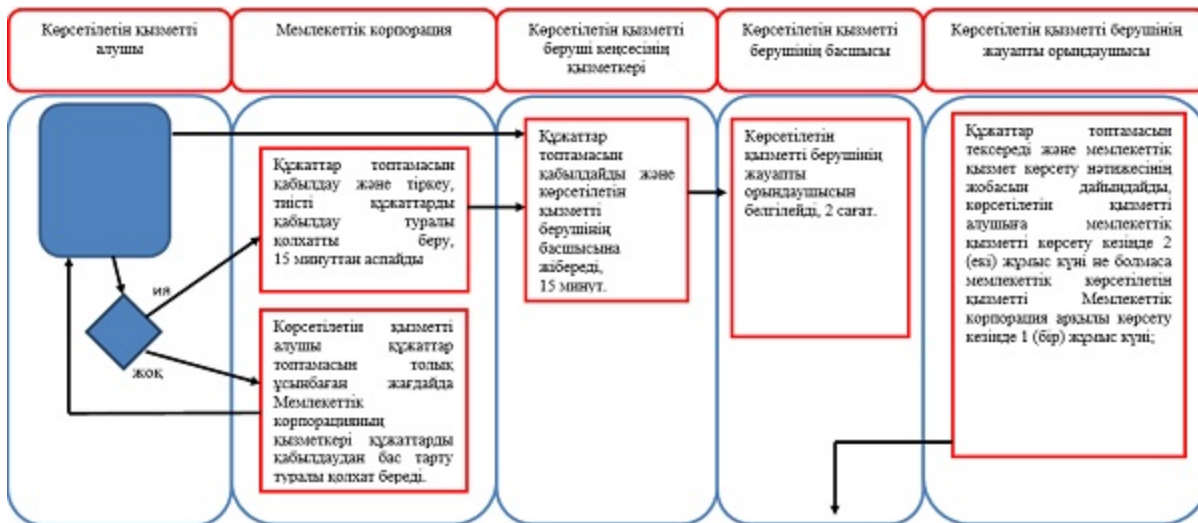 Көрсетілетін қызметті
алушы
Мемлекеттік корпорация
Көрсетілетін қызметті
беруші кеңсесінің
қызметкері
Көрсетілетін қызметті
берушінің басшысы
Көрсетілетін қызметті берушінің
жауапты орындаушысы
ия
жоқ
Құжаттар топтамасын
қабылдау және тіркеу,
тиісті құжаттарды
қабылдау туралы
қолхатты беру,
15 минуттан аспайды
Көрсетілетін қызметті
алушы құжаттар
топтамасын толық
ұсынбаған жағдайда
Мемлекеттік
корпорацияның
қызметкері құжаттарды
қабылдаудан бас тарту
туралы қолхат береді.
Құжаттар
топтамасын
қабылдайды және
көрсетілетін
қызметті
берушінің
басшысына
жібереді,
15 минут.
Көрсетілетін
қызметті берушінің
жауапты
орындаушысын
белгілейді, 2 сағат.
Құжаттар топтамасын
тексереді және мемлекеттік
қызмет көрсету нәтижесінің
жобасын дайындайды,
көрсетілетін қызметті
алушыға мемлекеттік
қызметті көрсету кезінде 2
(екі) жұмыс күні не болмаса
мемлекеттік көрсетілетін
қызметті Мемлекеттік
корпорация арқылы көрсету
кезінде 1 (бір) жұмыс күні;